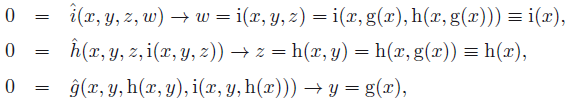 0 = î(x, y, z, w) → w = i(x, y, z) = i(x, g(x), h(x, g(x))) ≡ i(x),
0 = ĥ(x, y, z, i(x, y, z)) → z = h(x, y) = h(x, g(x)) ≡ h(x),
0 = ĝ(x, y, h(x, y), i(x, y, h(x))) → y = g(x),